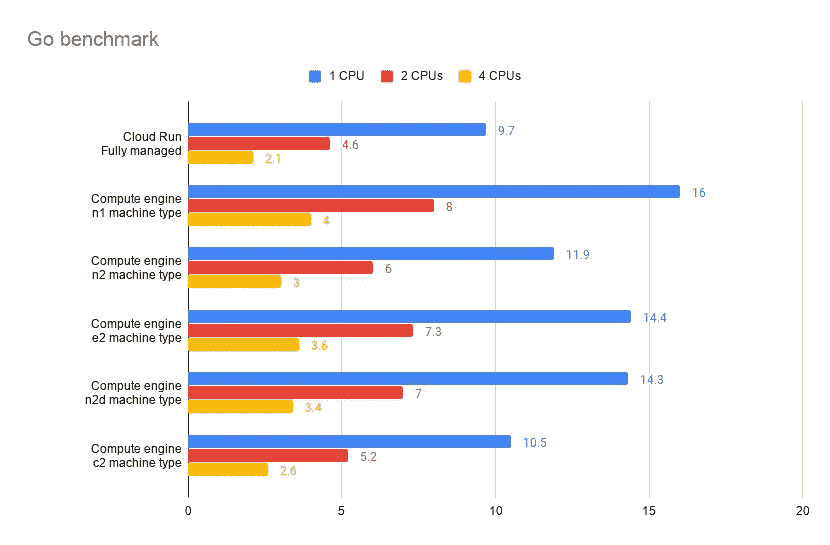 Go benchmark
1 CPU 2 CPUs 4 CPUs
Cloud Run
Fully managed
9.7
4.6
2.1
Compute engine
n1 machine type
16
8
4
Compute engine
n2 machine type
11.9
6
3
Compute engine
e2 machine type
14.4
7.3
3.6
Compute engine
n2d machine type
14.3
7
3.4
Compute engine
c2 machine type
10.5
5.2
2.6
0 5 10 15 20